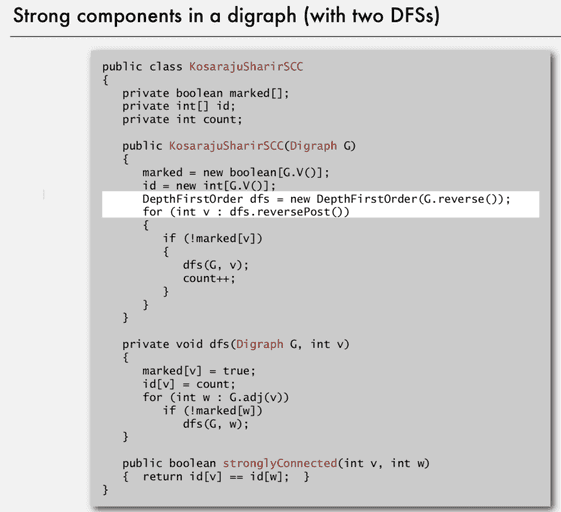 Strong components in a digraph (with two DFSs)
public class KosarajuSharirSCC
{
private boolean marked[];
private int[] id;
private int count;
public KosarajuSharirSCC(Digraph G)
{
marked = new boolean[G.V()];
id = new int[G.V()];
DepthFirstOrder dfs = new DepthFirstOrder(G.reverse());
for (int v : dfs.reversePost())
{
if (!marked[v])
{
dfs(G, v);
count++;
}
}
}
private void dfs(Digraph G, int v)
{
marked[v] = true;
id[v] = count;
for (int w : G.adj(v))
if (!marked[w])
dfs(G, w);
}
public boolean stronglyConnected(int v, int w)
{ return id[v] == id[w]; }
}